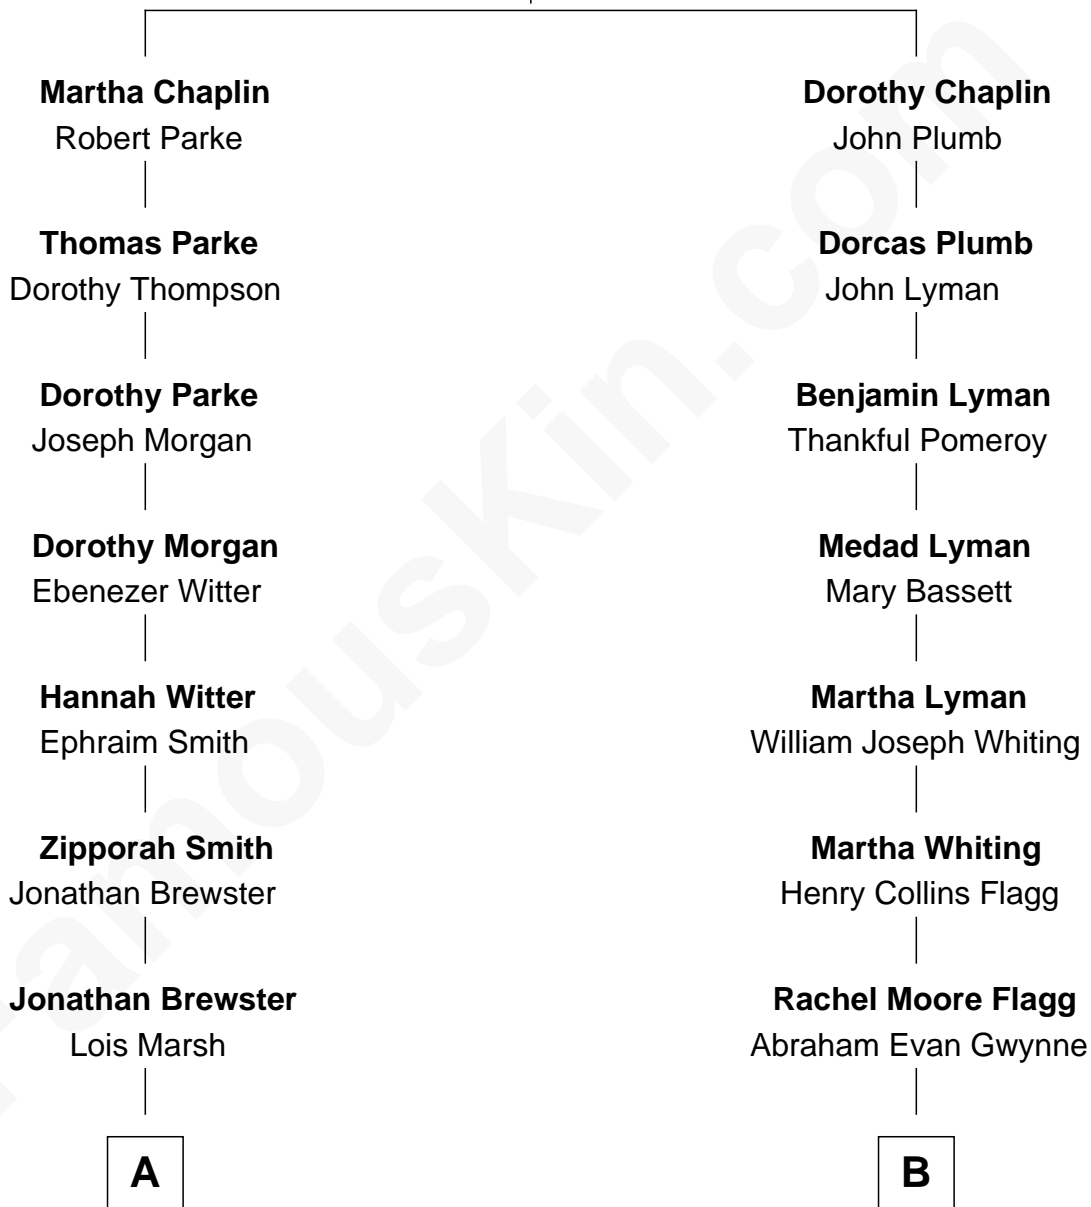 Martha Chaplin
Robert Parke
Thomas Parke
Dorothy Thompson
Dorothy Parke
Joseph Morgan
Dorothy Morgan
Ebenezer Witter
Hannah Witter
Ephraim Smith
Zipporah Smith
Jonathan Brewster
Jonathan Brewster
Lois Marsh
A
Dorothy Chaplin
John Plumb
Dorcas Plumb
John Lyman
Benjamin Lyman
Thankful Pomeroy
Medad Lyman
Mary Bassett
Martha Lyman
William Joseph Whiting
Martha Whiting
Henry Collins Flagg
Rachel Moore Flagg
Abraham Evan Gwynne
B
FamousKin.com